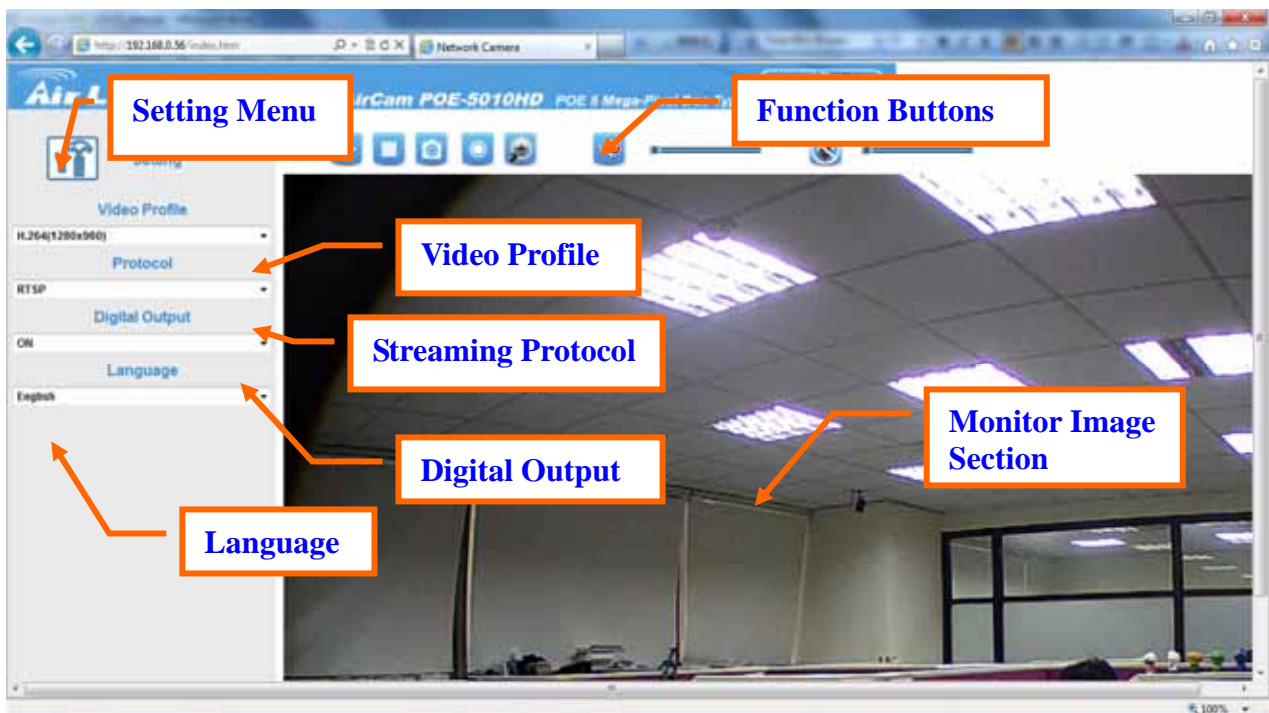 http://192.168.0.56/index.htm
Network Camera
Air L
Setting Menu
AirCam POE-5010HD POE 5 Mega-Pixel
Function Buttons
Setting
Video Profile
H.264(1280x960)
Video Profile
Protocol
RTSP
Digital Output
Streaming Protocol
ON
Language
English
Monitor Image
Section
Digital Output
Language
100%